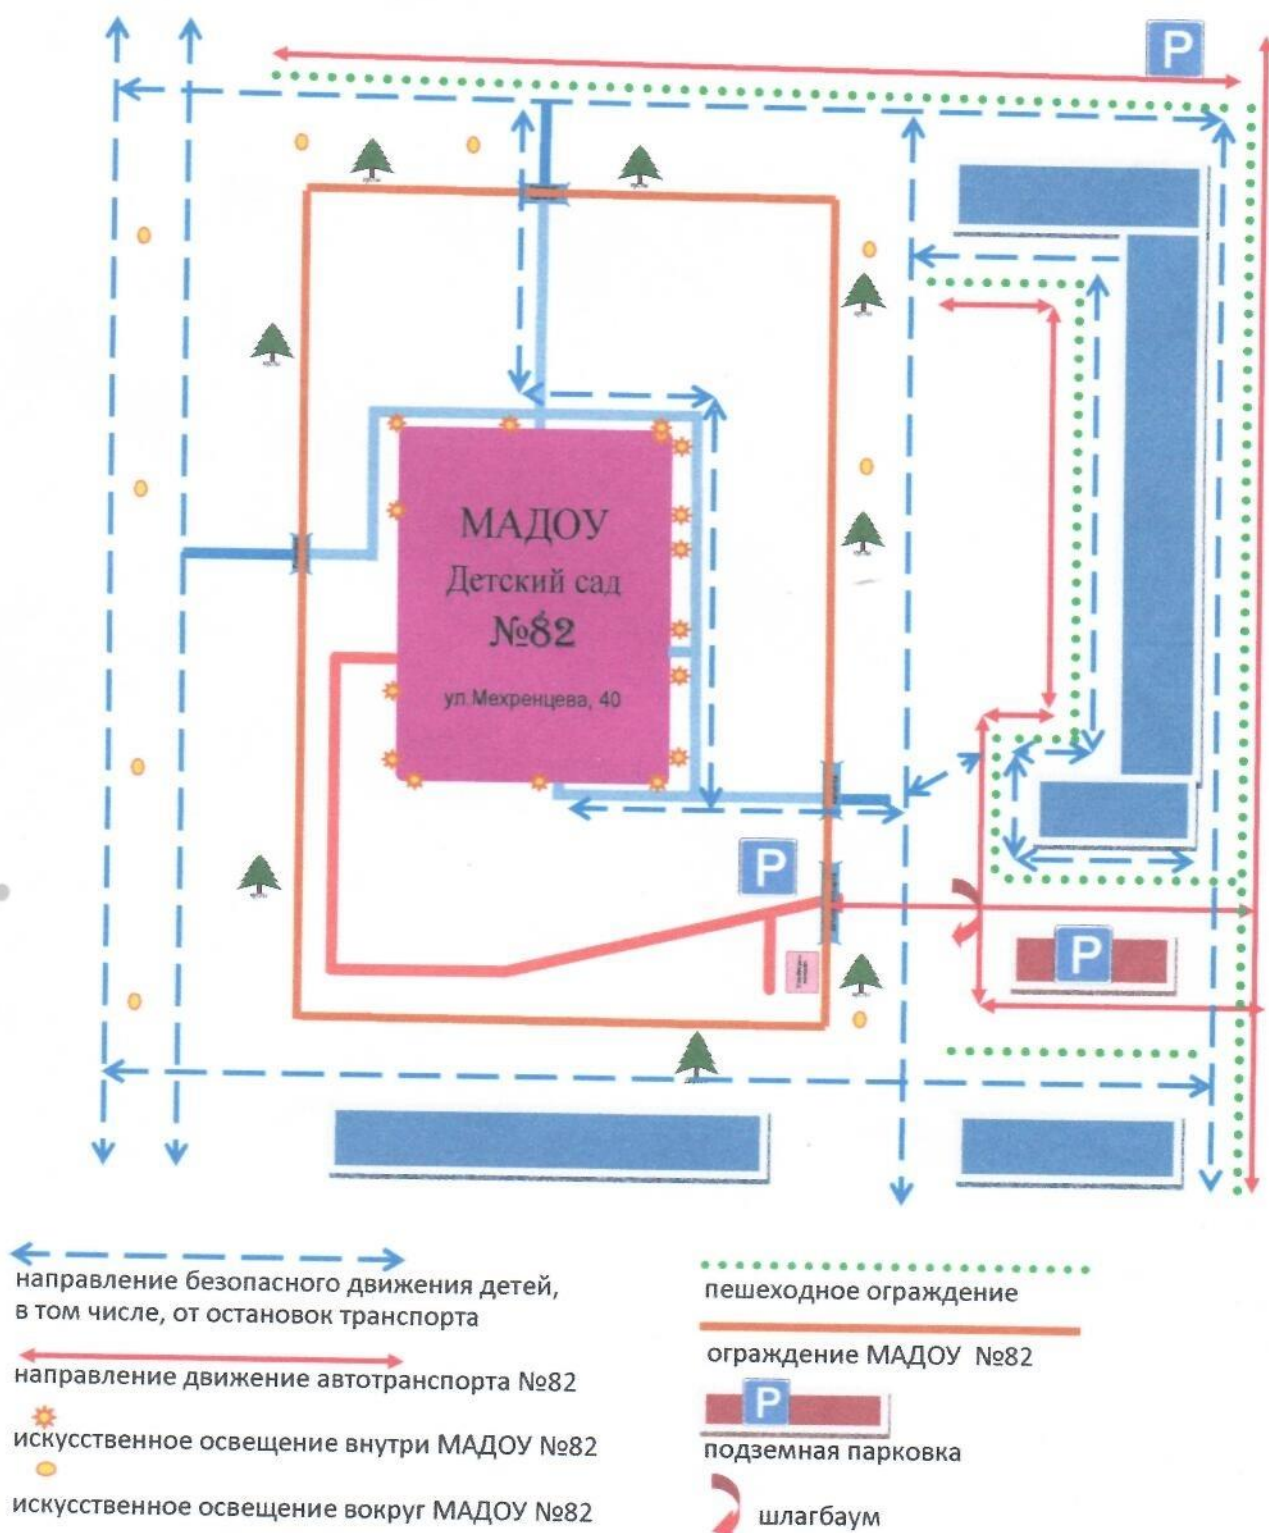 P
МАДОУ
Детский сад
№82
ул.Мехренцева, 40
P
P
направление безопасного движения детей,
в том числе, от остановок транспорта
направление движение автотранспорта №82
искусственное освещение внутри МАДОУ №82
искусственное освещение вокруг МАДОУ №82
пешеходное ограждение
ограждение МАДОУ №82
P
подземная парковка
шлагбаум